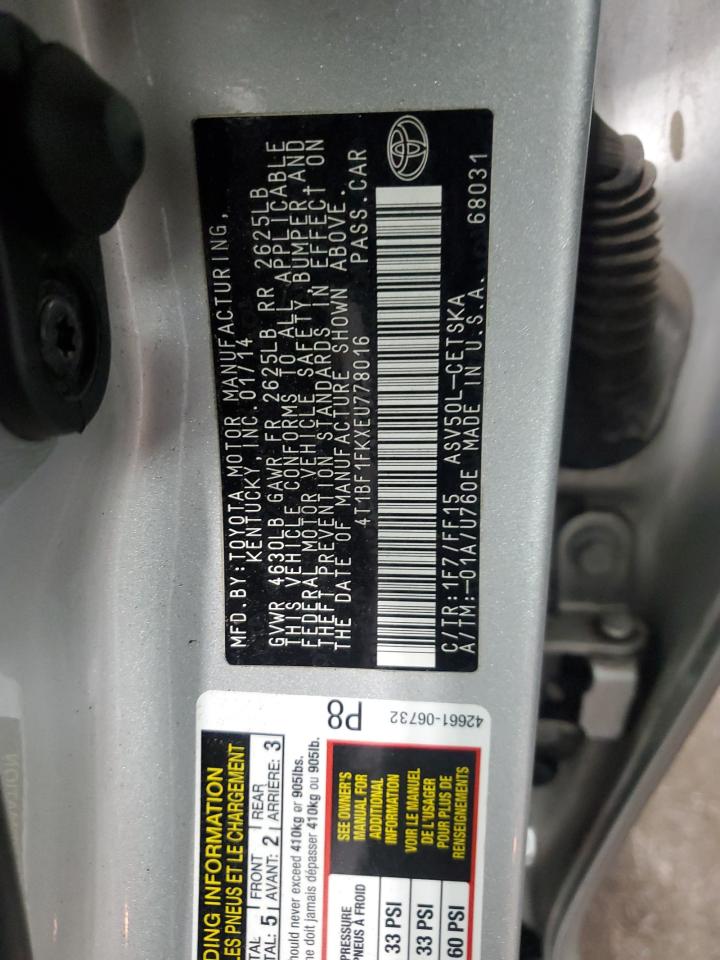 MFD.BY:TOYOTA MOTOR MANUFACTURING,
KENTUCKY INC. 01/14
GVWR 4630LB GAWR FR 2625LB RR 2625LB
THIS VEHICLE CONFORMS TO ALL APPLICABLE
FEDERAL MOTOR VEHICLE SAFETY, BUMPER, AND
THEFT PREVENTION STANDARDS IN EFFECT ON
THE DATE OF MANUFACTURE SHOWN ABOVE.
4T1BF1FKXEU778016 PASS.CAR
C/TR:1F7/FF15 ASV50L-CETSKA
A/TM:-01A/U760E MADE IN U.S.A. 68031
DING INFORMATION
LES PNEUS ET LE CHARGEMENT
TAL 5 FRONT 2 REAR 3
TAL: AVANT: ARRIÈRE:
should never exceed 410kg or 905lbs.
ne doit jamais dépasser 410kg ou 905lb.
P8
42661-06732
PRESSURE
PNEUS À FROID
33 PSI
33 PSI
60 PSI
SEE OWNER'S
MANUAL FOR
ADDITIONAL
INFORMATION
VOIR LE MANUEL
DE L'USAGER
POUR PLUS DE
RENSEIGNEMENTS